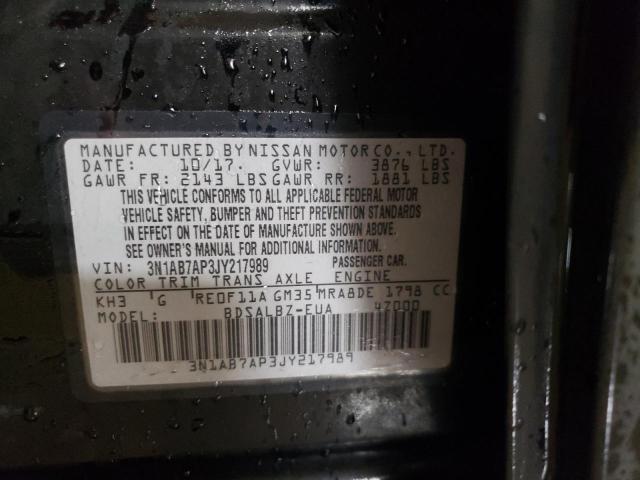 MANUFACTURED BY NISSAN MOTOR CO., LTD.
DATE: 10/17. GVWR: 3876 LBS
GAWR FR: 2143 LBS GAWR RR: 1881 LBS
THIS VEHICLE CONFORMS TO ALL APPLICABLE FEDERAL MOTOR
VEHICLE SAFETY, BUMPER AND THEFT PREVENTION STANDARDS
IN EFFECT ON THE DATE OF MANUFACTURE SHOWN ABOVE.
SEE OWNER'S MANUAL FOR ADDITIONAL INFORMATION.
VIN: 3N1AB7AP3JY217989 PASSENGER CAR.
COLOR TRIM TRANS AXLE ENGINE
KH3 G RE0F11A GM35 MRA8DE 1798 CC
MODEL: BDSALBZ-EUA 47000
3N1AB7AP3JY217989